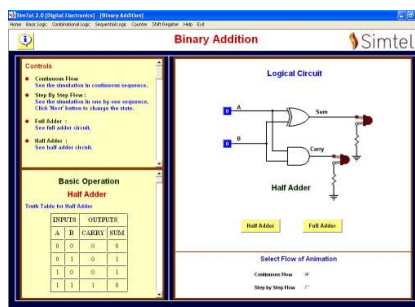 SimTel 2.0 [Digital Electronics] - [Binary Addition]
Home Basic Logic Combinational Logic Sequential Logic Counter Shift Register Help Exit
Binary Addition
Simtel
Controls
Continuous Flow
See the simulation in continuous sequence.
Step By Step Flow :
See the simulation in one by one sequence.
Click 'Next' button to change the state.
Full Adder :
See full adder circuit.
Half Adder :
See half adder circuit.
Basic Operation
Half Adder
Truth Table for Half Adder
INPUTS OUTPUTS
A B CARRY SUM
0 0 0 0
0 1 0 1
1 0 0 1
1 1 1 0
Logical Circuit
A
Sum
B
Carry
Half Adder
Half Adder Full Adder
Select Flow of Animation
Continuous Flow
Step by Step Flow